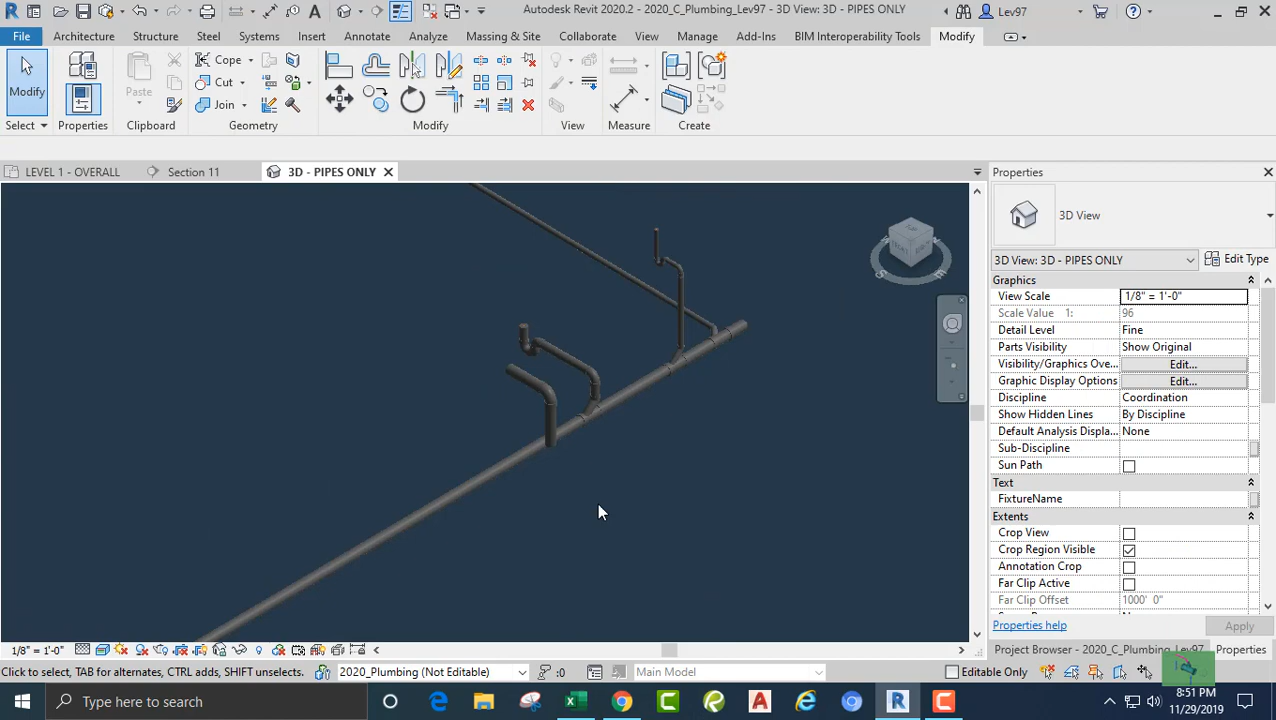 Autodesk Revit 2020.2 - 2020_C_Plumbing_Lev97 - 3D View: 3D - PIPES ONLY
Lev97
File Architecture Structure Steel Systems Insert Annotate Analyze Massing & Site Collaborate View Manage Add-Ins BIM Interoperability Tools Modify
Modify
Paste
Cope
Cut
Join
Select Properties Clipboard Geometry Modify View Measure Create
LEVEL 1 - OVERALL Section 11 3D - PIPES ONLY
Properties
3D View
3D View: 3D - PIPES ONLY Edit Type
Graphics
View Scale 1/8" = 1'-0"
Scale Value 1: 96
Detail Level Fine
Parts Visibility Show Original
Visibility/Graphics Ove... Edit...
Graphic Display Options Edit...
Discipline Coordination
Show Hidden Lines By Discipline
Default Analysis Displa... None
Sub-Discipline
Sun Path
Text
FixtureName
Extents
Crop View
Crop Region Visible
Annotation Crop
Far Clip Active
Far Clip Offset 1000' 0"
Properties help Apply
Project Browser - 2020_C_Plumbing_Lev97 Properties
1/8" = 1'-0"
Click to select, TAB for alternates, CTRL adds, SHIFT unselects. 2020_Plumbing (Not Editable) :0 Main Model Editable Only
Type here to search
8:51 PM
11/29/2019